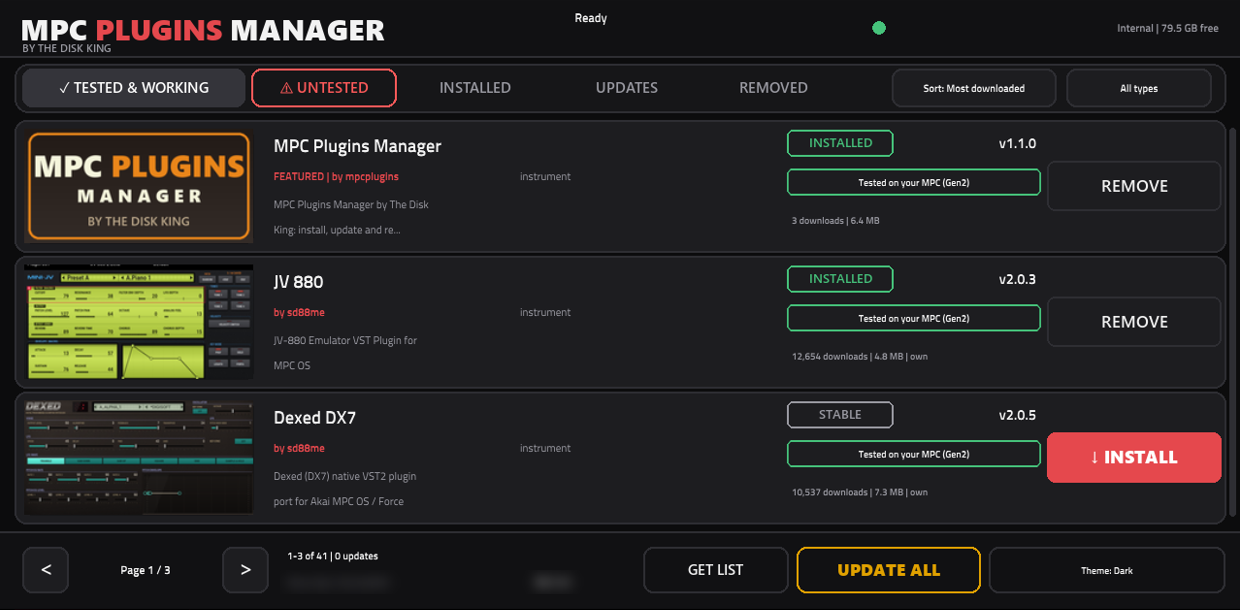 MPC PLUGINS MANAGER
BY THE DISK KING
Ready
Internal | 79.5 GB free
✓ TESTED & WORKING
⚠ UNTESTED
INSTALLED
UPDATES
REMOVED
Sort: Most downloaded
All types
MPC PLUGINS
MANAGER
BY THE DISK KING
MPC Plugins Manager
FEATURED | by mpcplugins
instrument
MPC Plugins Manager by The Disk
King: install, update and re...
INSTALLED
v1.1.0
Tested on your MPC (Gen2)
3 downloads | 6.4 MB
REMOVE
MINI-JV
Preset A
A.Piano 1
JV 880
by sd88me
instrument
JV-880 Emulator VST Plugin for
MPC OS
INSTALLED
v2.0.3
Tested on your MPC (Gen2)
12,654 downloads | 4.8 MB | own
REMOVE
DEXED
Dexed DX7
by sd88me
instrument
Dexed (DX7) native VST2 plugin
port for Akai MPC OS / Force
STABLE
v2.0.5
Tested on your MPC (Gen2)
10,537 downloads | 7.3 MB | own
↓ INSTALL
<
Page 1 / 3
>
1-3 of 41 | 0 updates
GET LIST
UPDATE ALL
Theme: Dark